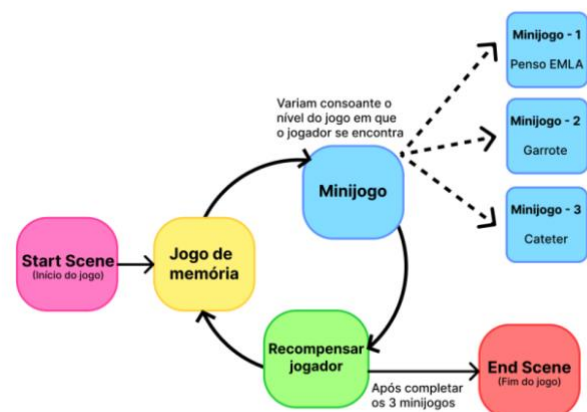 Minijogo - 1
Penso EMLA
Variam consoante o
nível do jogo em que
o jogador se encontra
Minijogo - 2
Garrote
Minijogo
Minijogo - 3
Cateter
Start Scene
(Início do jogo)
Jogo de
memória
Recompensar
jogador
Após completar
os 3 minijogos
End Scene
(Fim do jogo)